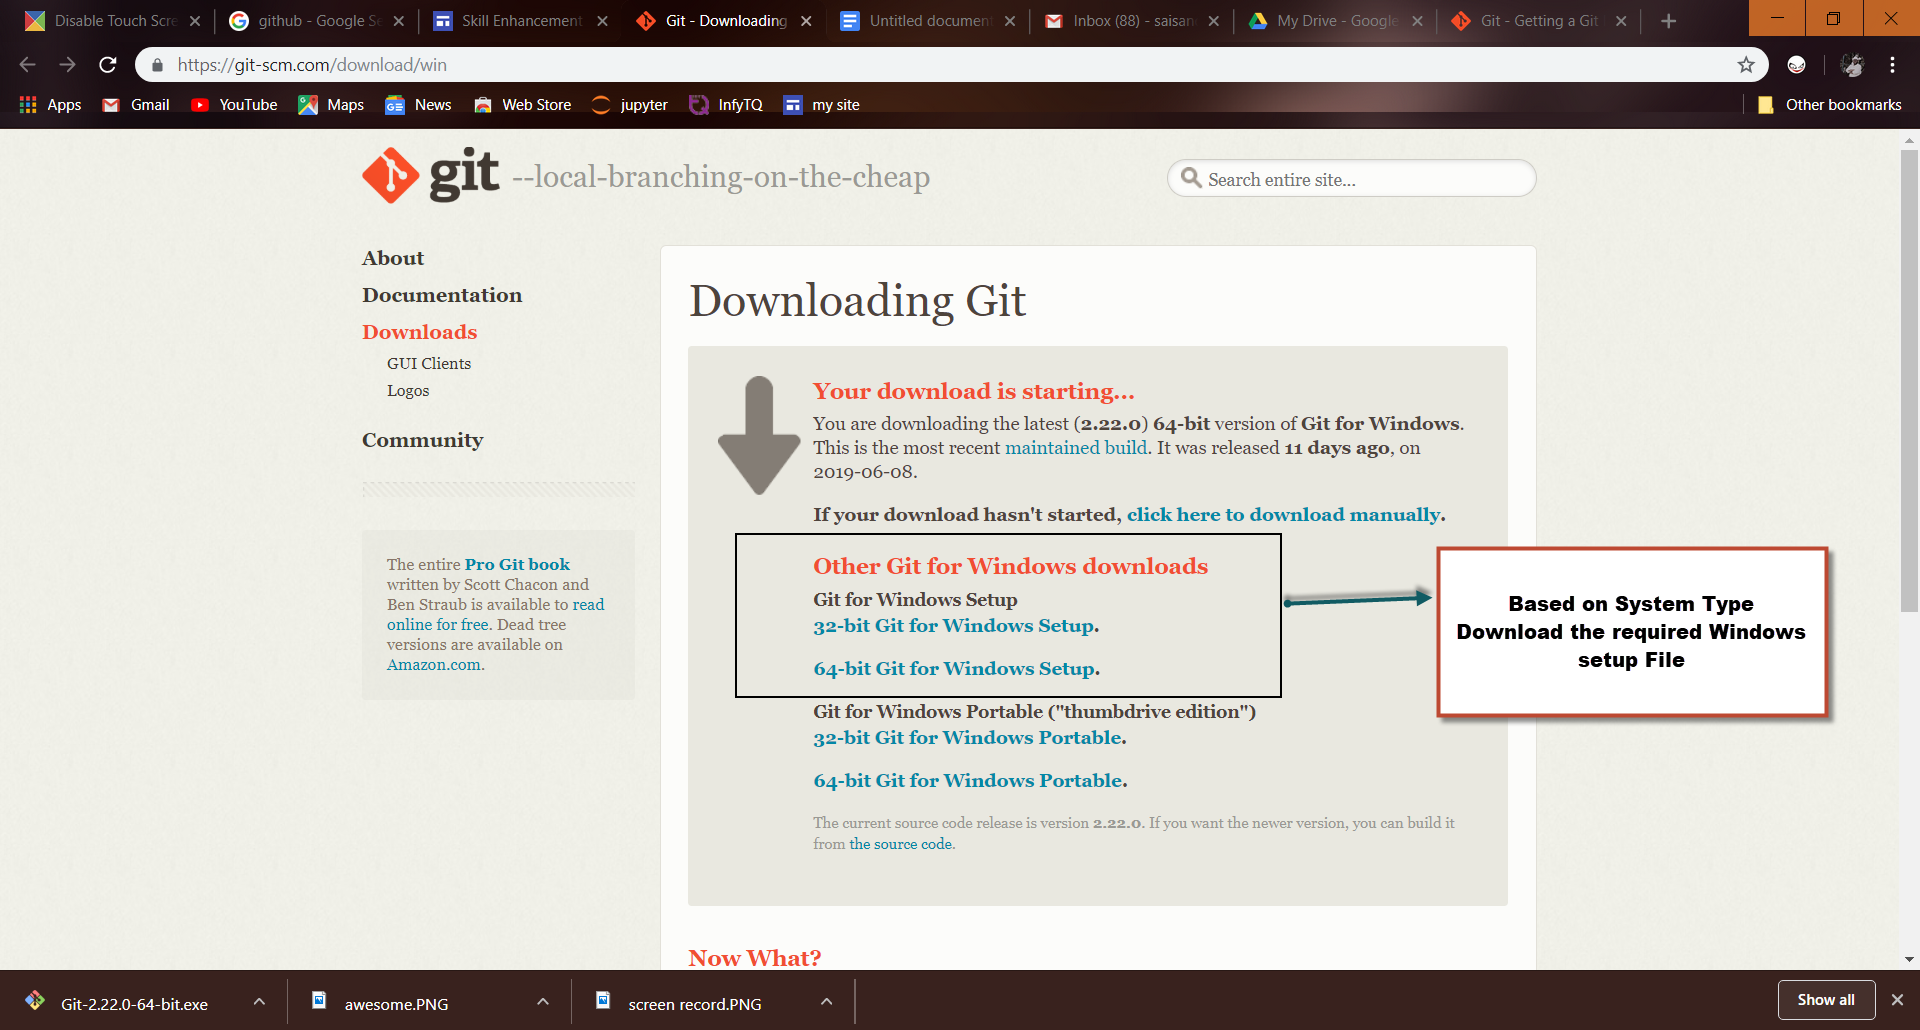 Disable Touch Scre
github - Google Se
Skill Enhancement
Git - Downloading
Untitled document
Inbox (88) - saisan
My Drive - Google
Git - Getting a Git
https://git-scm.com/download/win
Apps
Gmail
YouTube
Maps
News
Web Store
jupyter
InfyTQ
my site
Other bookmarks
git --local-branching-on-the-cheap
Search entire site...
About
Documentation
Downloads
GUI Clients
Logos
Community
The entire Pro Git book
written by Scott Chacon and
Ben Straub is available to read
online for free. Dead tree
versions are available on
Amazon.com.
Downloading Git
Your download is starting...
You are downloading the latest (2.22.0) 64-bit version of Git for Windows.
This is the most recent maintained build. It was released 11 days ago, on
2019-06-08.
If your download hasn't started, click here to download manually.
Other Git for Windows downloads
Git for Windows Setup
32-bit Git for Windows Setup.
64-bit Git for Windows Setup.
Git for Windows Portable ("thumbdrive edition")
32-bit Git for Windows Portable.
64-bit Git for Windows Portable.
The current source code release is version 2.22.0. If you want the newer version, you can build it
from the source code.
Based on System Type
Download the required Windows
setup File
Now What?
Git-2.22.0-64-bit.exe
awesome.PNG
screen record.PNG
Show all